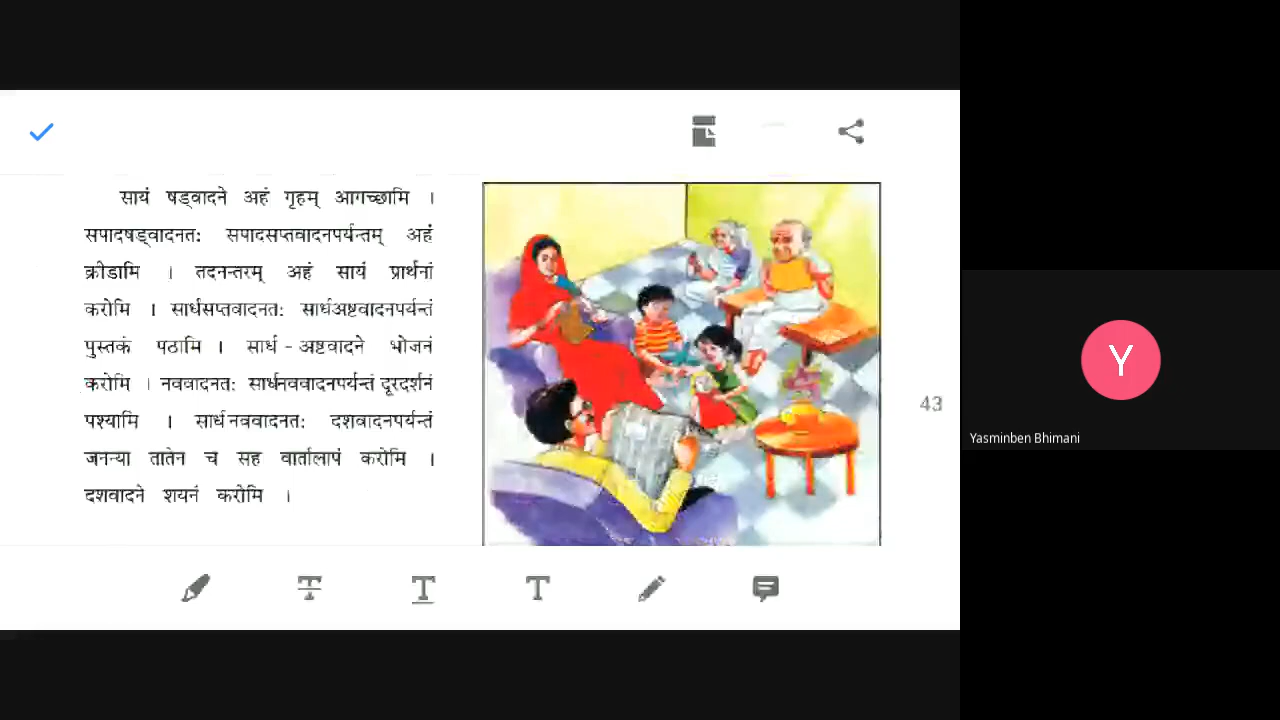 सायं षड्वादने अहं गृहम् आगच्छामि ।
सपादषड्वादनतः सपादसप्तवादनपर्यन्तम् अहं
क्रीडामि । तदनन्तरम् अहं सायं प्रार्थनां
करोमि । सार्धसप्तवादनतः सार्धअष्टवादनपर्यन्तं
पुस्तकं पठामि । सार्ध - अष्टवादने भोजनं
करोमि । नववादनतः सार्धनववादनपर्यन्तं दूरदर्शनं
पश्यामि । सार्धनववादनतः दशवादनपर्यन्तं
जनन्या तातेन च सह वार्तालापं करोमि ।
दशवादने शयनं करोमि ।
43
Y
Yasminben Bhimani
T
T
T